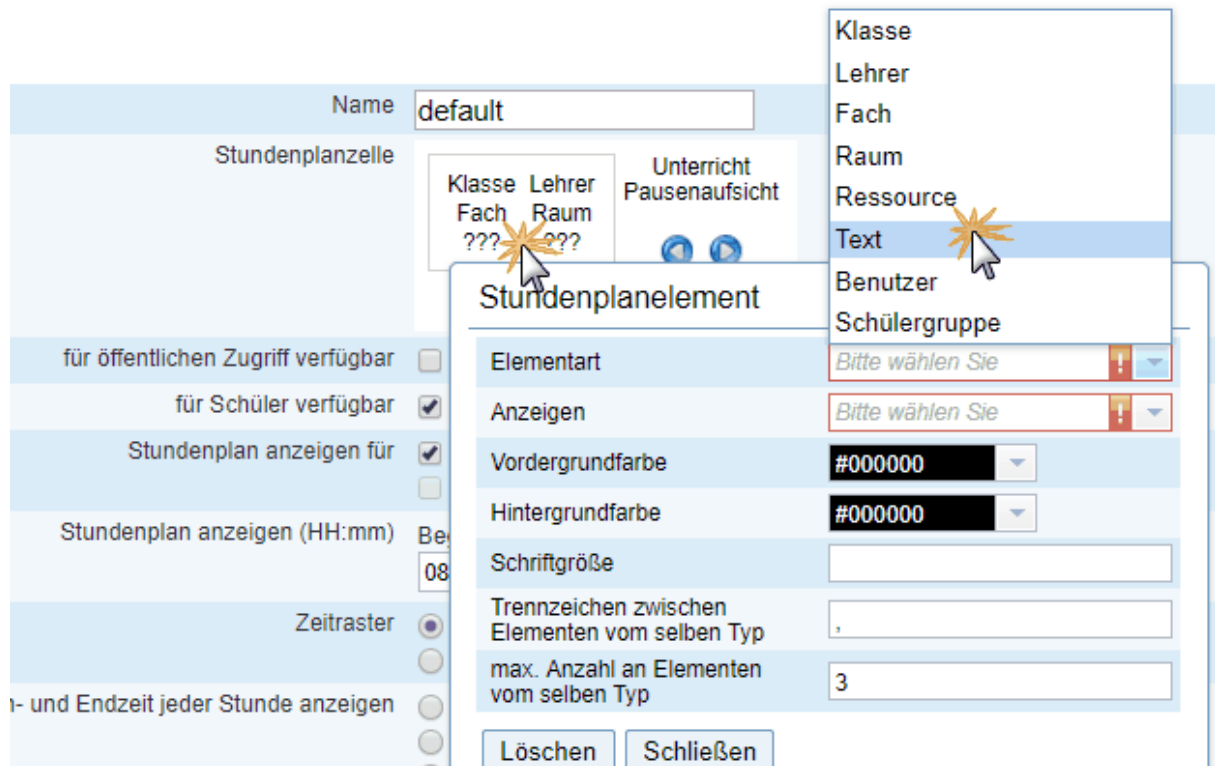 Klasse
Lehrer
Fach
Raum
Ressource
Text
Benutzer
Schülergruppe
Name default
Stundenplanzelle
Klasse Lehrer
Fach Raum
??? ???
Unterricht
Pausenaufsicht
Stundenplanelement
für öffentlichen Zugriff verfügbar
für Schüler verfügbar
Stundenplan anzeigen für
Stundenplan anzeigen (HH:mm)
08
Zeitraster
- und Endzeit jeder Stunde anzeigen
Elementart Bitte wählen Sie !
Anzeigen Bitte wählen Sie !
Vordergrundfarbe #000000
Hintergrundfarbe #000000
Schriftgröße
Trennzeichen zwischen
Elementen vom selben Typ ,
max. Anzahl an Elementen
vom selben Typ 3
Löschen Schließen